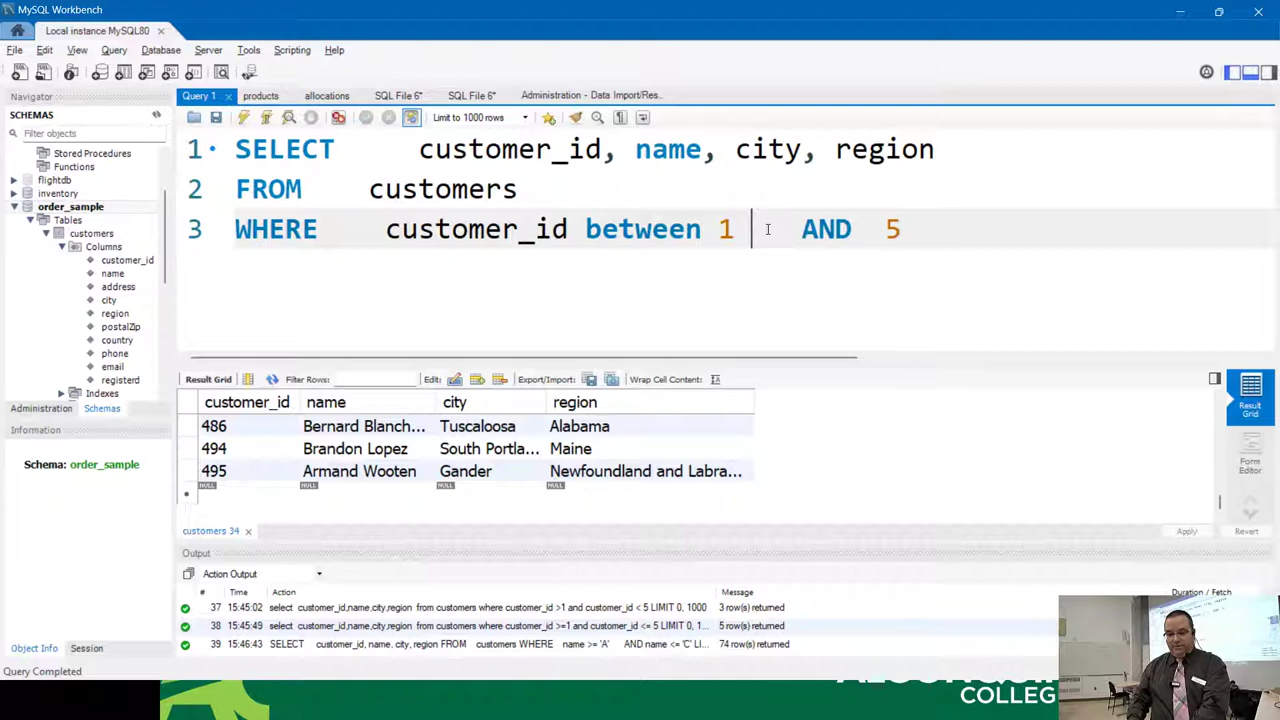 MySQL Workbench
Local instance MySQL80
File Edit View Query Database Server Tools Scripting Help
Navigator
SCHEMAS
Filter objects
Stored Procedures
Functions
flightdb
inventory
order_sample
Tables
customers
Columns
customer_id
name
address
city
region
postalZip
country
phone
email
registerd
Indexes
Administration Schemas
Information
Schema: order_sample
Object Info Session
Query Completed
Query 1 products allocations SQL File 6* SQL File 6* Administration - Data Import/Res...
Limit to 1000 rows
1 SELECT customer_id, name, city, region
2 FROM customers
3 WHERE customer_id between 1 AND 5
Result Grid Filter Rows: Edit: Export/Import: Wrap Cell Content:
customer_id name city region
486 Bernard Blanch... Tuscaloosa Alabama
494 Brandon Lopez South Portla... Maine
495 Armand Wooten Gander Newfoundland and Labra...
NULL NULL NULL NULL
Result Grid
Form Editor
customers 34 Apply Revert
Output
Action Output
# Time Action Message Duration / Fetch
37 15:45:02 select customer_id,name,city,region from customers where customer_id >1 and customer_id < 5 LIMIT 0, 1000 3 row(s) returned
38 15:45:49 select customer_id,name,city,region from customers where customer_id >=1 and customer_id <= 5 LIMIT 0, 1... 5 row(s) returned
39 15:46:43 SELECT customer_id, name, city, region FROM customers WHERE name >= 'A' AND name <= 'C' LI... 74 row(s) returned
COLLEG